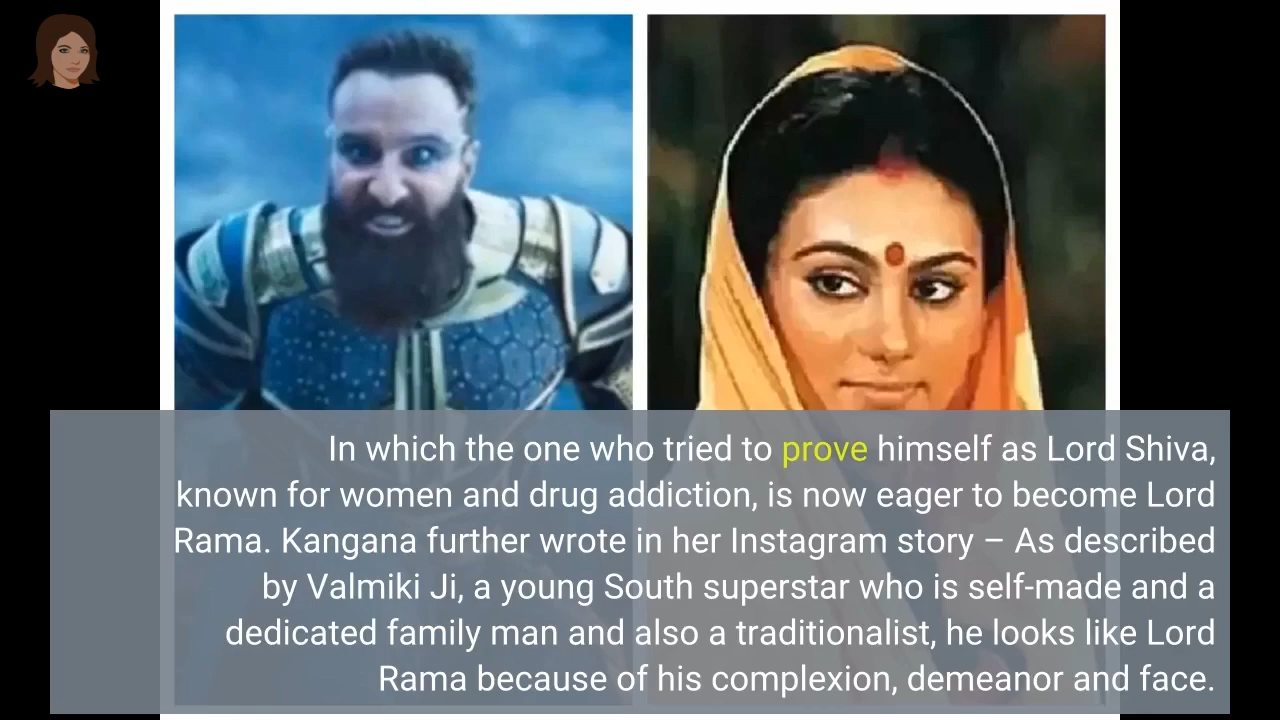 In which the one who tried to prove himself as Lord Shiva,
known for women and drug addiction, is now eager to become Lord
Rama. Kangana further wrote in her Instagram story – As described
by Valmiki Ji, a young South superstar who is self-made and a
dedicated family man and also a traditionalist, he looks like Lord
Rama because of his complexion, demeanor and face.